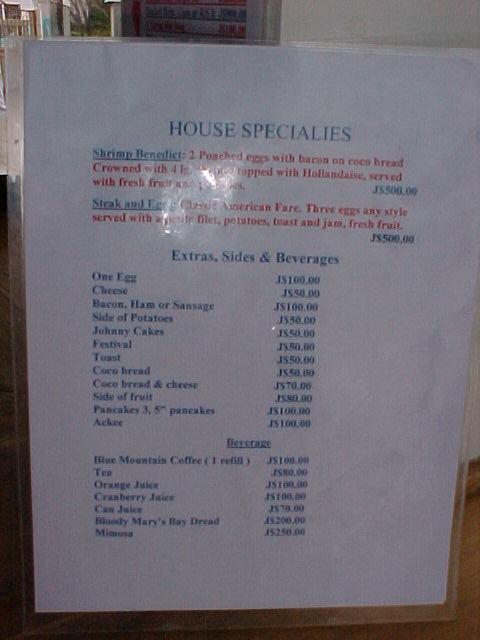 HOUSE SPECIALIES
Shrimp Benedict: 2 Poached eggs with bacon on coco bread
Crowned with 4 lg. topped with Hollandaise, served
with fresh fruit and
J$500.00
Steak and Classic American Fare. Three eggs any style
served with a petite filet, potatoes, toast and jam, fresh fruit.
J$500.00
Extras, Sides & Beverages
One Egg J$100.00
Cheese J$50.00
Bacon, Ham or Sausage J$100.00
Side of Potatoes J$50.00
Johnny Cakes J$50.00
Festival J$50.00
Toast J$50.00
Coco bread J$50.00
Coco bread & cheese J$70.00
Side of fruit J$80.00
Pancakes 3, 5" pancakes J$100.00
Ackee J$100.00
Beverage
Blue Mountain Coffee ( 1 refill ) J$100.00
Tea J$80.00
Orange Juice J$100.00
Cranberry Juice J$100.00
Can Juice J$70.00
Bloody Mary's Bay Dread J$200.00
Mimosa J$250.00